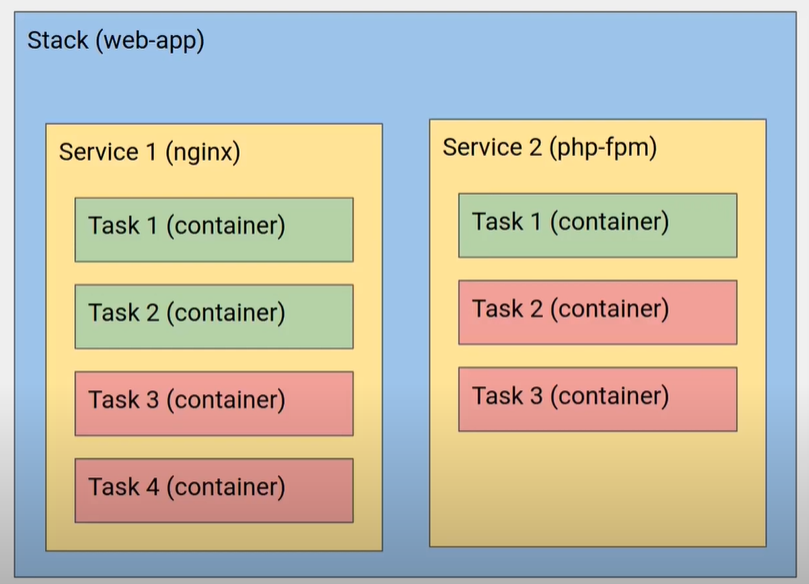 Stack (web-app)
Service 1 (nginx)
Task 1 (container)
Task 2 (container)
Task 3 (container)
Task 4 (container)
Service 2 (php-fpm)
Task 1 (container)
Task 2 (container)
Task 3 (container)